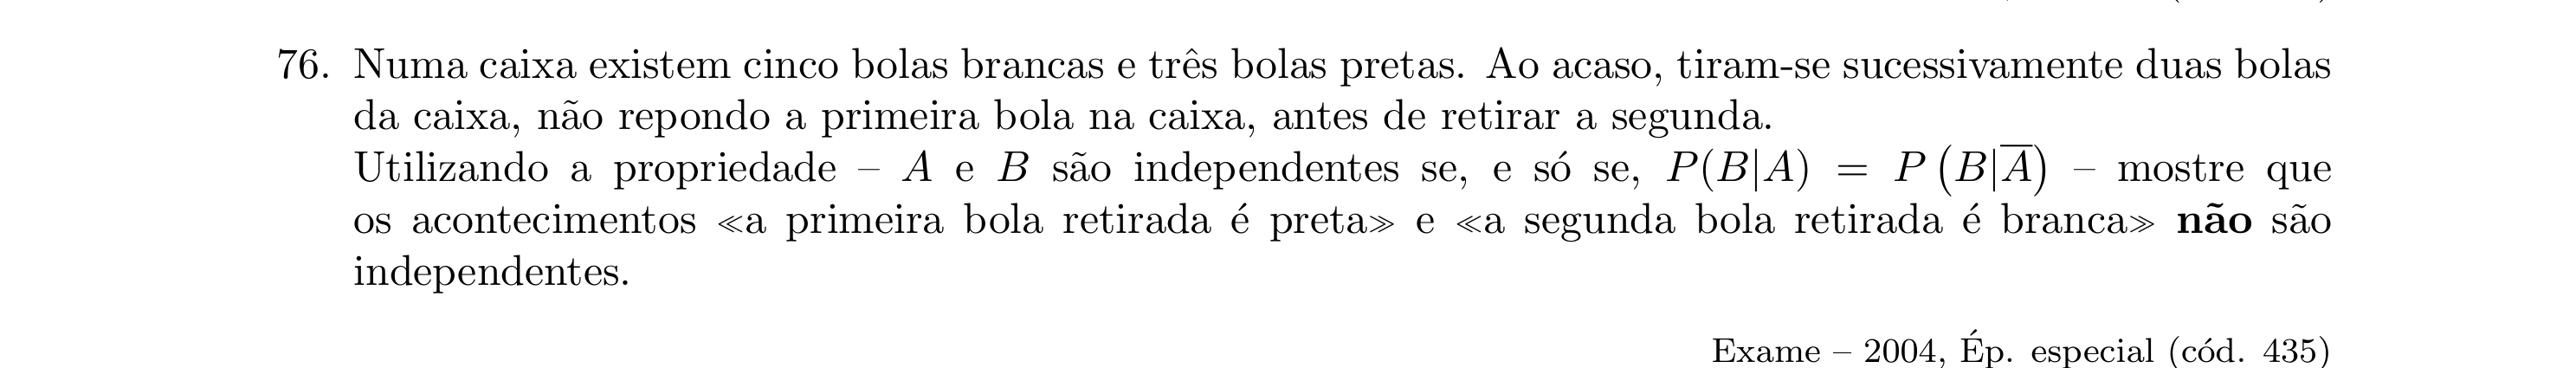 76. Numa caixa existem cinco bolas brancas e três bolas pretas. Ao acaso, tiram-se sucessivamente duas bolas
da caixa, não repondo a primeira bola na caixa, antes de retirar a segunda.
Utilizando a propriedade – A e B são independentes se, e só se, P(B|A) = P(B|A̅) – mostre que
os acontecimentos ≪a primeira bola retirada é preta≫ e ≪a segunda bola retirada é branca≫ não são
independentes.
Exame – 2004, Ép. especial (cód. 435)